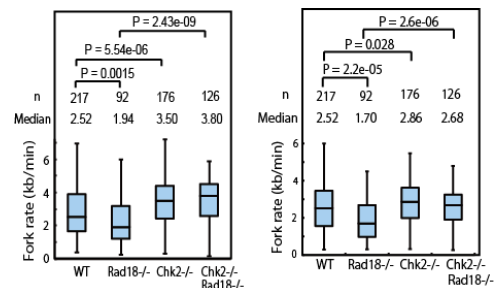 P = 2.43e-09
P = 5.54e-06
P = 0.0015
n 217 92 176 126
Median 2.52 1.94 3.50 3.80
Fork rate (kb/min)
6
4
2
0
WT Rad18-/- Chk2-/- Chk2-/-
Rad18-/-
P = 2.6e-06
P = 0.028
P = 2.2e-05
n 217 92 176 126
Median 2.52 1.70 2.86 2.68
Fork rate (kb/min)
6
4
2
0
WT Rad18-/- Chk2-/- Chk2-/-
Rad18-/-